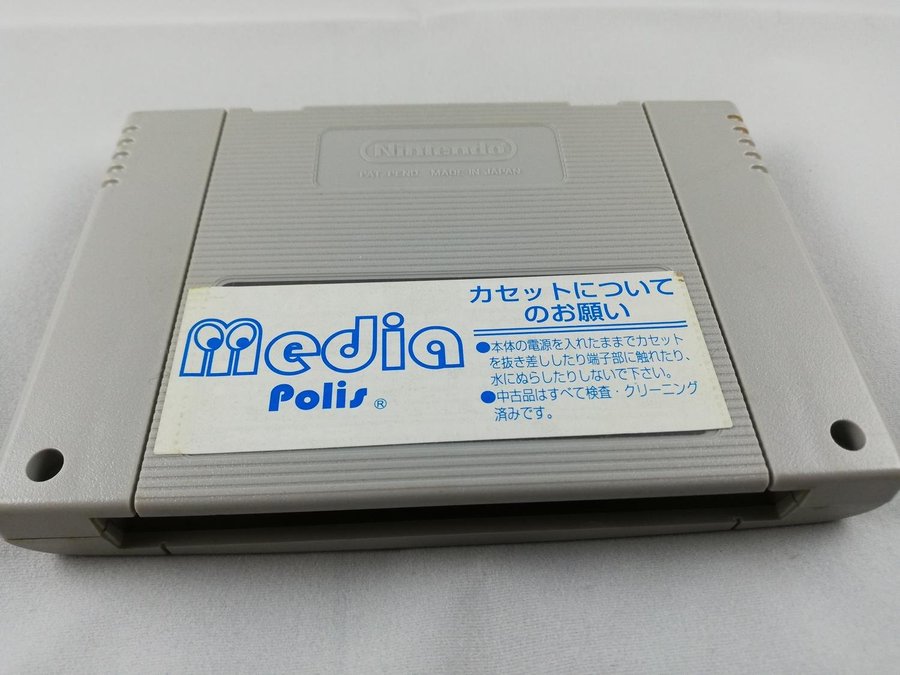 Nintendo
PAT. PEND. MADE IN JAPAN
media
Polis ®
カセットについて
のお願い
●本体の電源を入れたままでカセット
を抜き差ししたり端子部に触れたり、
水にぬらしたりしないで下さい。
●中古品はすべて検査・クリーニング
済みです。